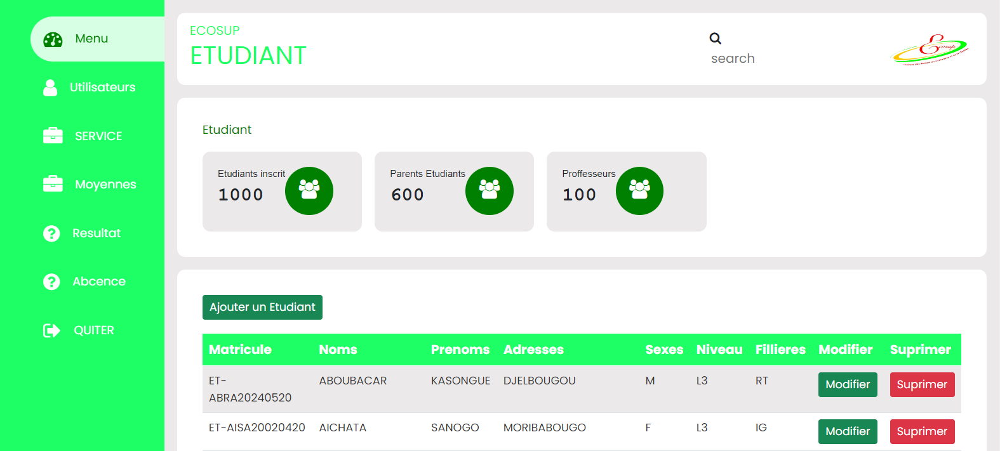 Menu
Utilisateurs
SERVICE
Moyennes
Resultat
Abcence
QUITER
ECOSUP
ETUDIANT
search
Ecosup
Etudiant
Etudiants inscrit
1000
Parents Etudiants
600
Proffesseurs
100
Ajouter un Etudiant
Matricule Noms Prenoms Adresses Sexes Niveau Fillieres Modifier Suprimer
ET-
ABRA20240520 ABOUBACAR KASONGUE DJELBOUGOU M L3 RT Modifier Suprimer
ET-AISA20020420 AICHATA SANOGO MORIBABOUGO F L3 IG Modifier Suprimer